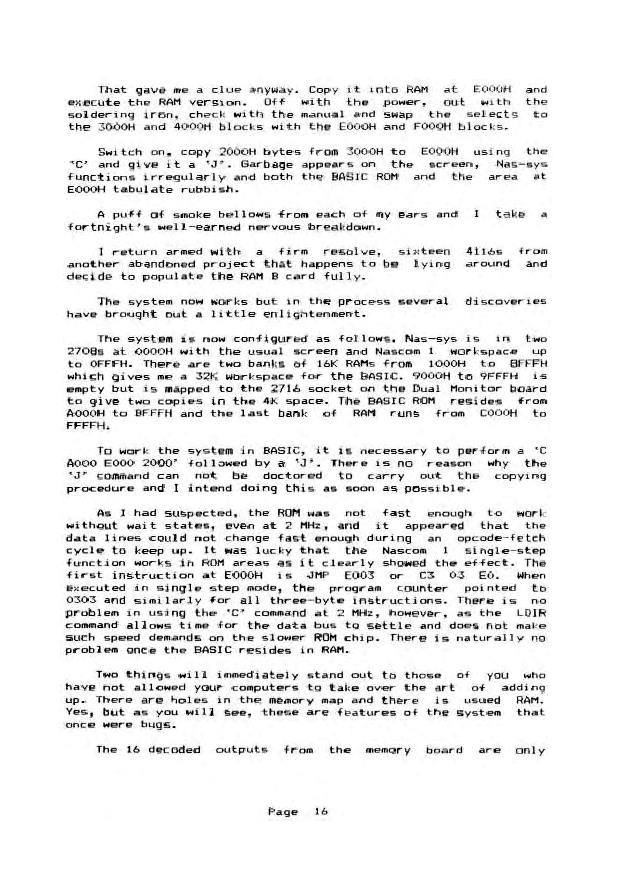 That gave me a clue anyway. Copy it into RAM at E000H and
execute the RAM version. Off with the power, out with the
soldering iron, check with the manual and swap the selects to
the 3000H and 4000H blocks with the E000H and F000H blocks.
Switch on, copy 2000H bytes from 3000H to E000H using the
'C' and give it a 'J'. Garbage appears on the screen, Nas-sys
functions irregularly and both the BASIC ROM and the area at
E000H tabulate rubbish.
A puff of smoke bellows from each of my ears and I take a
fortnight's well-earned nervous breakdown.
I return armed with a firm resolve, sixteen 4116s from
another abandoned project that happens to be lying around and
decide to populate the RAM B card fully.
The system now works but in the process several discoveries
have brought out a little enlightenment.
The system is now configured as follows. Nas-sys is in two
2708s at 0000H with the usual screen and Nascom 1 workspace up
to 0FFFH. There are two banks of 16K RAMs from 1000H to 8FFFH
which gives me a 32K workspace for the BASIC. 9000H to 9FFFH is
empty but is mapped to the 2716 socket on the Dual Monitor board
to give two copies in the 4K space. The BASIC ROM resides from
A000H to BFFFH and the last bank of RAM runs from C000H to
FFFFH.
To work the system in BASIC, it is necessary to perform a 'C
A000 E000 2000' followed by a 'J'. There is no reason why the
'J' command can not be doctored to carry out the copying
procedure and I intend doing this as soon as possible.
As I had suspected, the ROM was not fast enough to work
without wait states, even at 2 MHz, and it appeared that the
data lines could not change fast enough during an opcode-fetch
cycle to keep up. It was lucky that the Nascom 1 single-step
function works in ROM areas as it clearly showed the effect. The
first instruction at E000H is JMP E003 or C3 03 E0. When
executed in single step mode, the program counter pointed to
0303 and similarly for all three-byte instructions. There is no
problem in using the 'C' command at 2 MHz, however, as the LDIR
command allows time for the data bus to settle and does not make
such speed demands on the slower ROM chip. There is naturally no
problem once the BASIC resides in RAM.
Two things will immediately stand out to those of you who
have not allowed your computers to take over the art of adding
up. There are holes in the memory map and there is usued RAM.
Yes, but as you will see, these are features of the system that
once were bugs.
The 16 decoded outputs from the memory board are only
Page 16